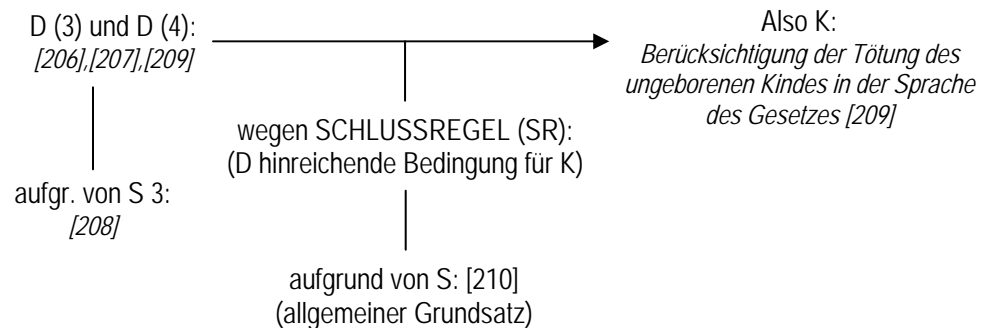 D (3) und D (4):
[206],[207],[209]
Also K:
Berücksichtigung der Tötung des
ungeborenen Kindes in der Sprache
des Gesetzes [209]
wegen SCHLUSSREGEL (SR):
(D hinreichende Bedingung für K)
aufgr. von S 3:
[208]
aufgrund von S: [210]
(allgemeiner Grundsatz)